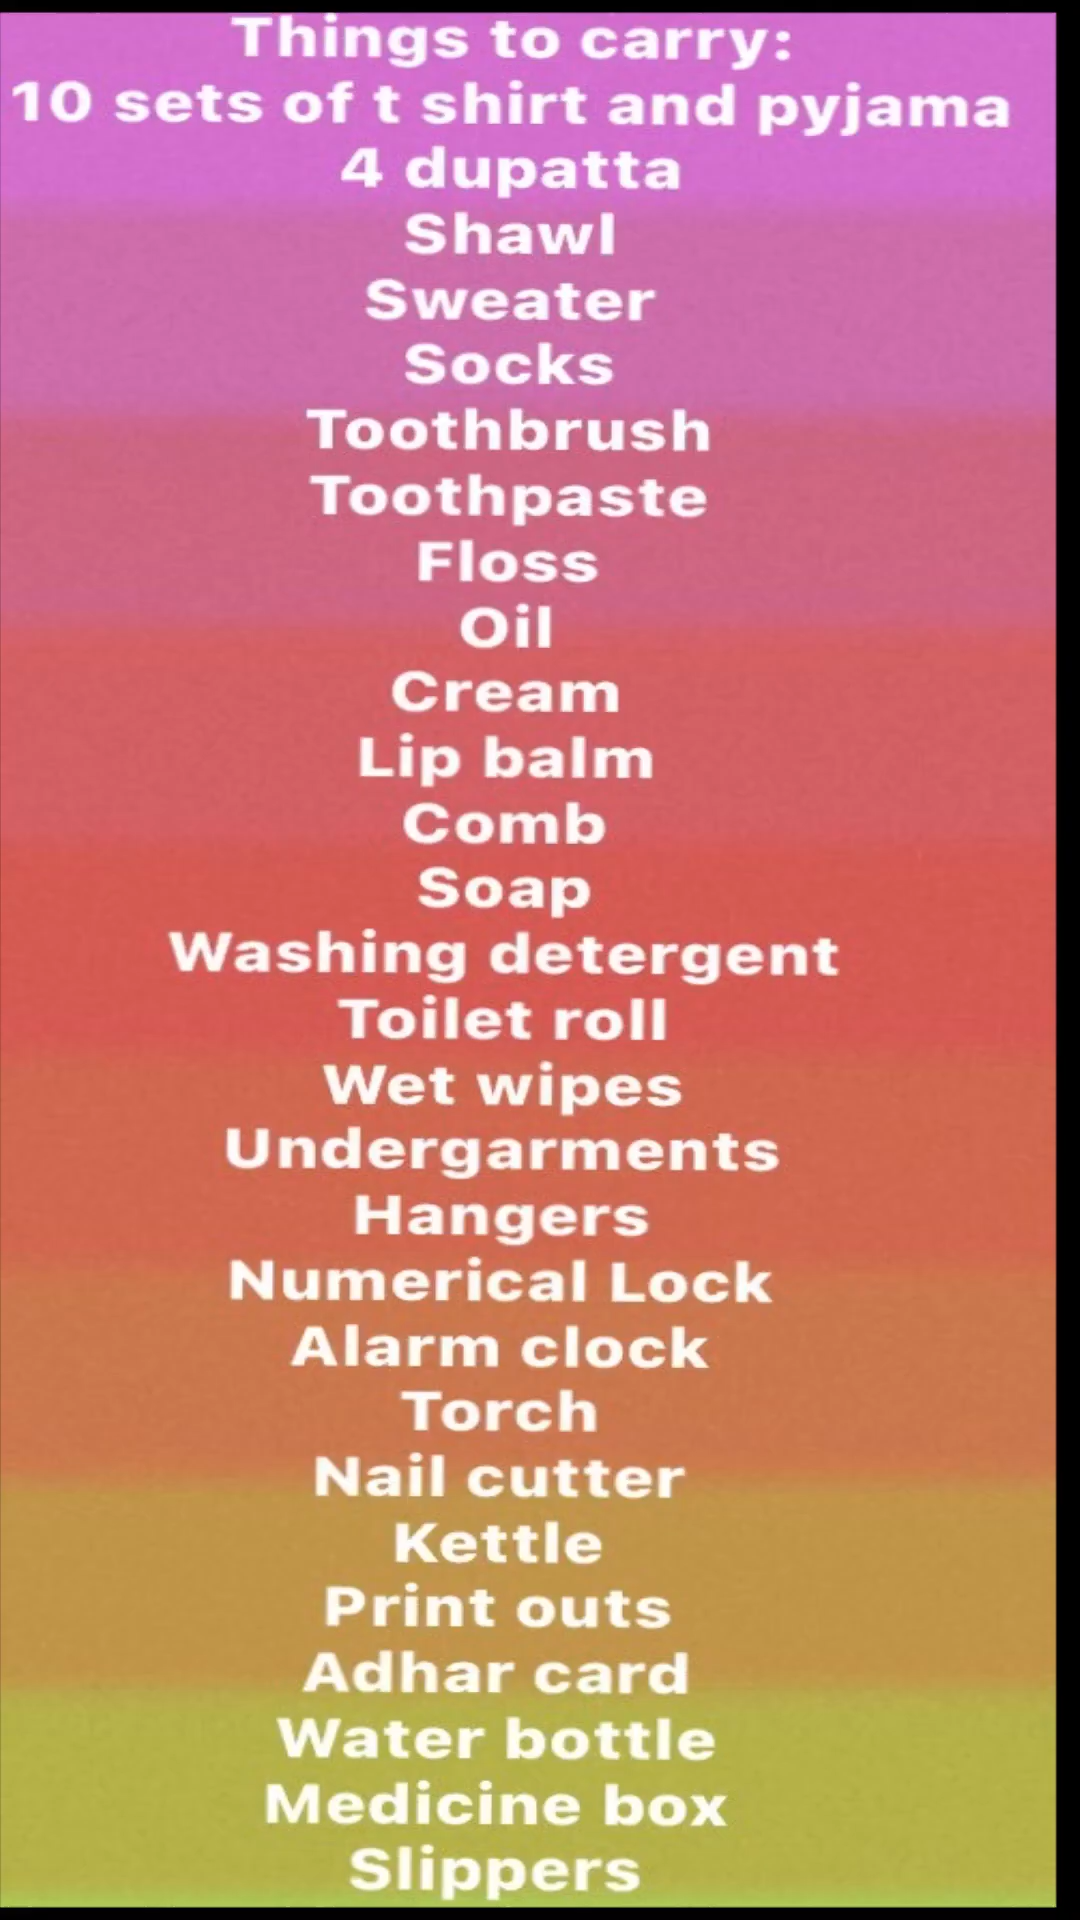 Things to carry:
10 sets of t shirt and pyjama
4 dupatta
Shawl
Sweater
Socks
Toothbrush
Toothpaste
Floss
Oil
Cream
Lip balm
Comb
Soap
Washing detergent
Toilet roll
Wet wipes
Undergarments
Hangers
Numerical Lock
Alarm clock
Torch
Nail cutter
Kettle
Print outs
Adhar card
Water bottle
Medicine box
Slippers